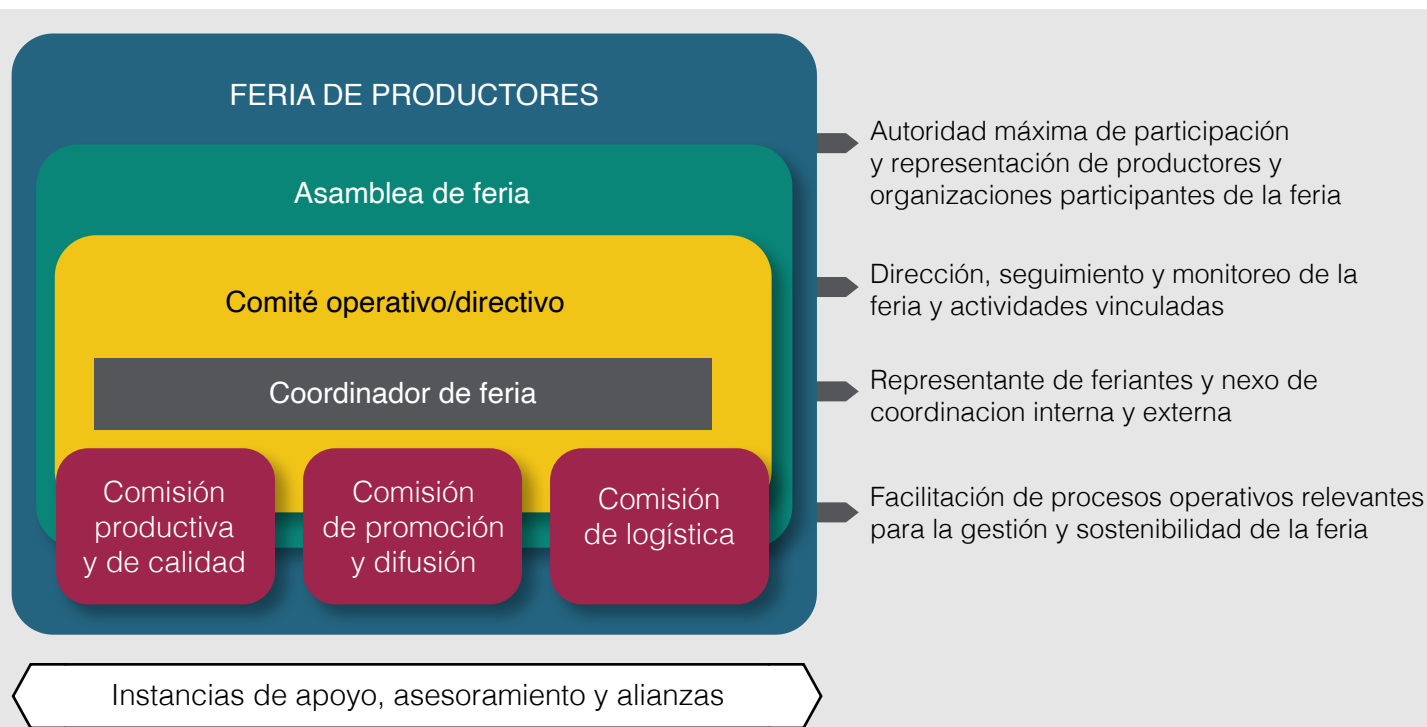 FERIA DE PRODUCTORES
Asamblea de feria
Comité operativo/directivo
Coordinador de feria
Comisión
productiva
y de calidad
Comisión
de promoción
y difusión
Comisión
de logística
Autoridad máxima de participación
y representación de productores y
organizaciones participantes de la feria
Dirección, seguimiento y monitoreo de la
feria y actividades vinculadas
Representante de feriantes y nexo de
coordinacion interna y externa
Facilitación de procesos operativos relevantes
para la gestión y sostenibilidad de la feria
Instancias de apoyo, asesoramiento y alianzas